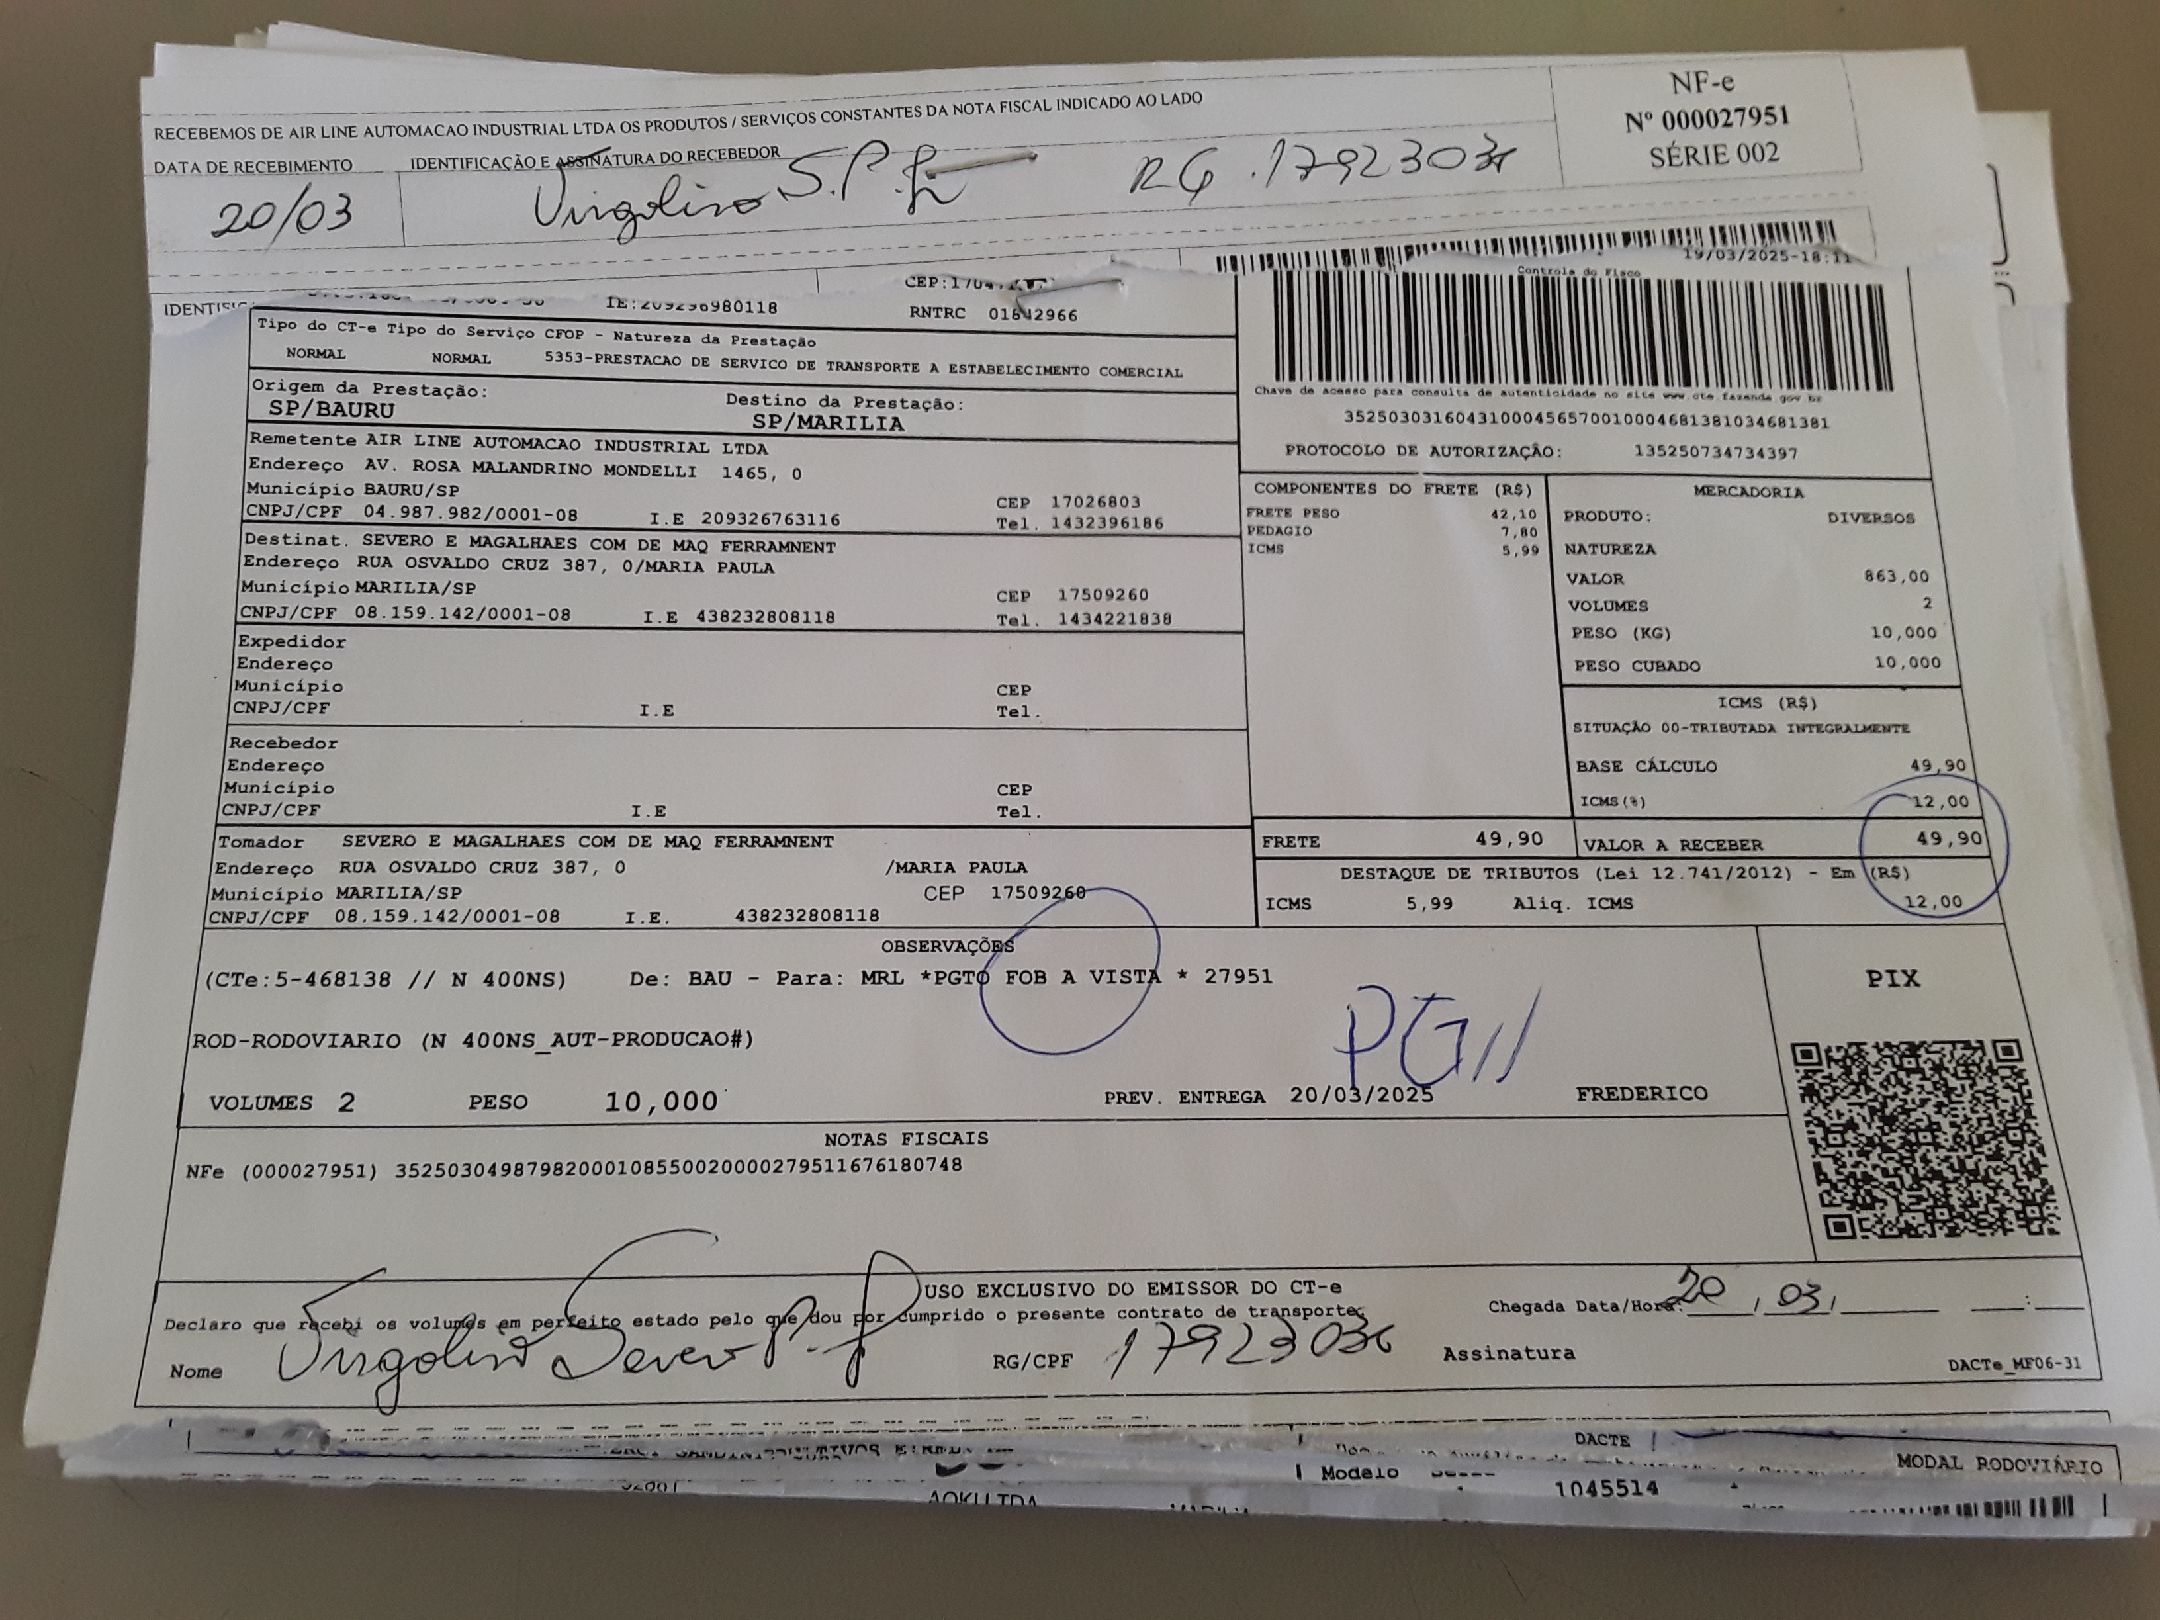 RECEBEMOS DE AIR LINE AUTOMACAO INDUSTRIAL LTDA OS PRODUTOS / SERVIÇOS CONSTANTES DA NOTA FISCAL INDICADO AO LADO
NF-e
Nº 000027951
SÉRIE 002
DATA DE RECEBIMENTO
IDENTIFICAÇÃO E ASSINATURA DO RECEBEDOR
20/03
Virgolino S. P.
RG. 17923036
19/03/2025-18:11
Controle do Fisco
IE:209296980118
RNTRC 01842966
Tipo do CT-e Tipo do Serviço CFOP - Natureza da Prestação
NORMAL NORMAL 5353-PRESTACAO DE SERVICO DE TRANSPORTE A ESTABELECIMENTO COMERCIAL
Origem da Prestação:
SP/BAURU
Destino da Prestação:
SP/MARILIA
Chave de acesso para consulta de autenticidade no site www.cte.fazenda.gov.br
35250303160431000456570010004681381034681381
PROTOCOLO DE AUTORIZAÇÃO: 135250734734397
Remetente AIR LINE AUTOMACAO INDUSTRIAL LTDA
Endereço AV. ROSA MALANDRINO MONDELLI 1465, 0
Município BAURU/SP CEP 17026803
CNPJ/CPF 04.987.982/0001-08 I.E 209326763116 Tel. 1432396186
Destinat. SEVERO E MAGALHAES COM DE MAQ FERRAMNENT
Endereço RUA OSVALDO CRUZ 387, 0/MARIA PAULA
Município MARILIA/SP CEP 17509260
CNPJ/CPF 08.159.142/0001-08 I.E 438232808118 Tel. 1434221838
Expedidor
Endereço
Município CEP
CNPJ/CPF I.E Tel.
Recebedor
Endereço
Município CEP
CNPJ/CPF I.E Tel.
Tomador SEVERO E MAGALHAES COM DE MAQ FERRAMNENT
Endereço RUA OSVALDO CRUZ 387, 0 /MARIA PAULA
Município MARILIA/SP CEP 17509260
CNPJ/CPF 08.159.142/0001-08 I.E. 438232808118
COMPONENTES DO FRETE (R$)
FRETE PESO 42,10
PEDAGIO 7,80
ICMS 5,99
MERCADORIA
PRODUTO: DIVERSOS
NATUREZA
VALOR 863,00
VOLUMES 2
PESO (KG) 10,000
PESO CUBADO 10,000
ICMS (R$)
SITUAÇÃO 00-TRIBUTADA INTEGRALMENTE
BASE CÁLCULO 49,90
ICMS(%) 12,00
FRETE 49,90 VALOR A RECEBER 49,90
DESTAQUE DE TRIBUTOS (Lei 12.741/2012) - Em (R$)
ICMS 5,99 Aliq. ICMS 12,00
OBSERVAÇÕES
(CTe:5-468138 // N 400NS) De: BAU - Para: MRL *PGTO FOB A VISTA * 27951
PIX
PG//
ROD-RODOVIARIO (N 400NS_AUT-PRODUCAO#)
VOLUMES 2 PESO 10,000 PREV. ENTREGA 20/03/2025 FREDERICO
NOTAS FISCAIS
NFe (000027951) 35250304987982000108550020000279511676180748
USO EXCLUSIVO DO EMISSOR DO CT-e
Declaro que recebi os volumes em perfeito estado pelo que dou por cumprido o presente contrato de transporte.
Chegada Data/Hora: 20 / 03 /
Nome Virgolino Severo P. RG/CPF 17923036 Assinatura
DACTe_MF06-31
DACTE
MODAL RODOVIÁRIO
Modelo
1045514
AOKI LTDA